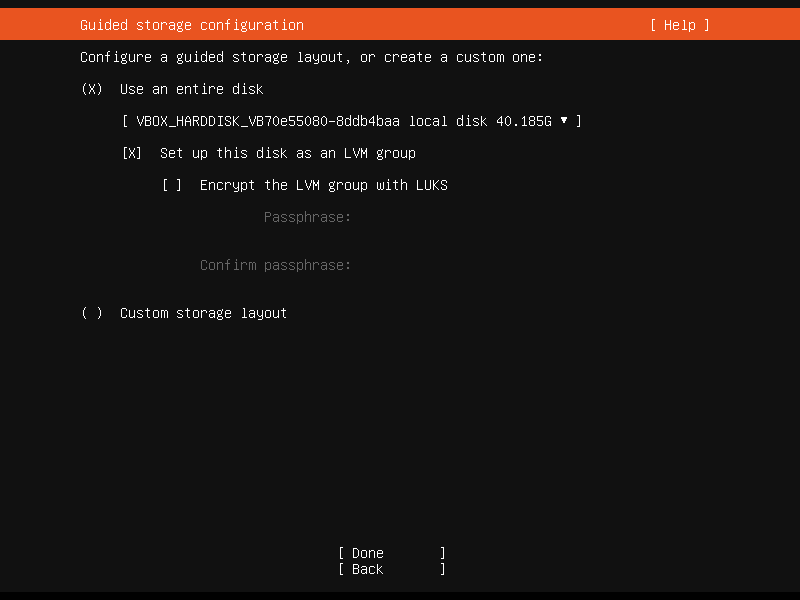 Guided storage configuration [ Help ]
Configure a guided storage layout, or create a custom one:
(X) Use an entire disk
[ VBOX_HARDDISK_VB70e55080-8ddb4baa local disk 40.185G ▾ ]
[X] Set up this disk as an LVM group
[ ] Encrypt the LVM group with LUKS
Passphrase:
Confirm passphrase:
( ) Custom storage layout
[ Done ]
[ Back ]